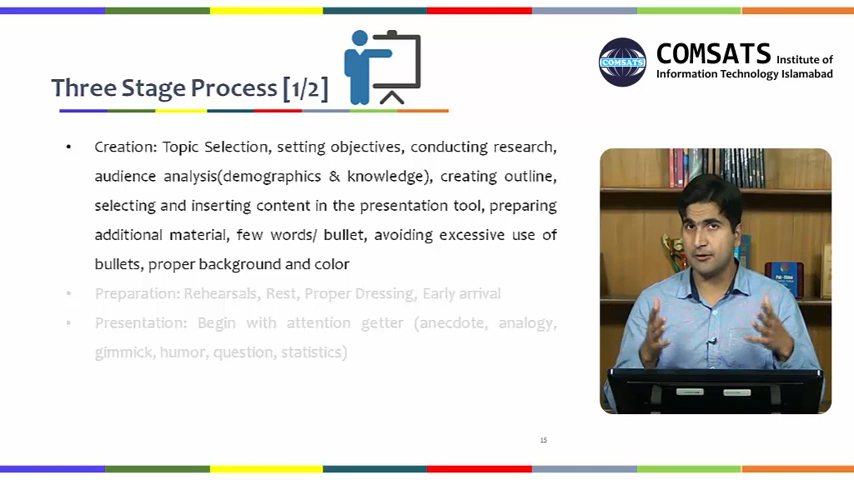 Three Stage Process [1/2]
COMSATS
COMSATS Institute of
Information Technology Islamabad
• Creation: Topic Selection, setting objectives, conducting research,
audience analysis(demographics & knowledge), creating outline,
selecting and inserting content in the presentation tool, preparing
additional material, few words/ bullet, avoiding excessive use of
bullets, proper background and color
• Preparation: Rehearsals, Rest, Proper Dressing, Early arrival
• Presentation: Begin with attention getter (anecdote, analogy,
gimmick, humor, question, statistics)
15